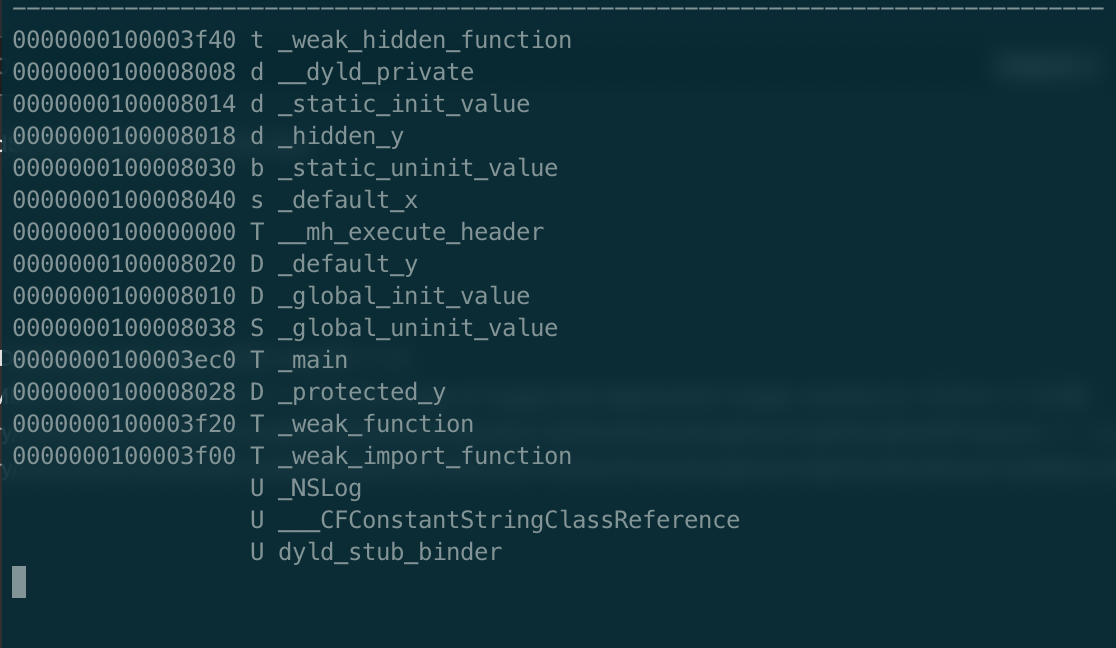 0000000100003f40 t _weak_hidden_function
0000000100008008 d __dyld_private
0000000100008014 d _static_init_value
0000000100008018 d _hidden_y
0000000100008030 b _static_uninit_value
0000000100008040 s _default_x
0000000100000000 T __mh_execute_header
0000000100008020 D _default_y
0000000100008010 D _global_init_value
0000000100008038 S _global_uninit_value
0000000100003ec0 T _main
0000000100008028 D _protected_y
0000000100003f20 T _weak_function
0000000100003f00 T _weak_import_function
U _NSLog
U ___CFConstantStringClassReference
U dyld_stub_binder